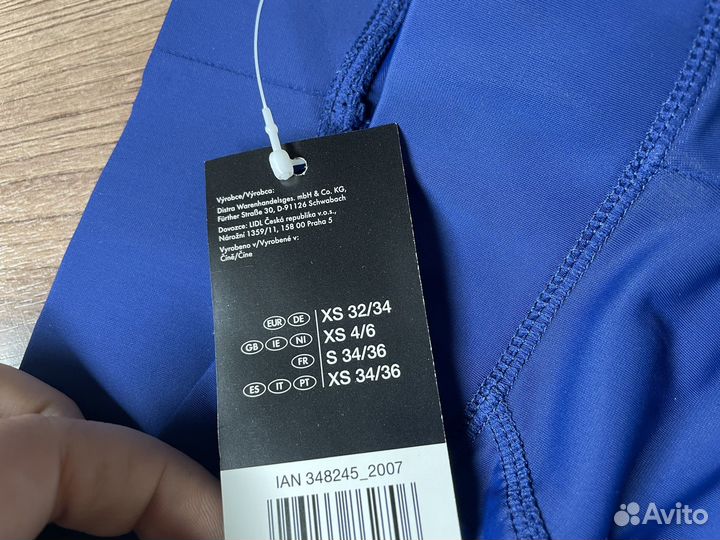 Výrobce/Výrobca:
Distra Warenhandelsges. mbH & Co. KG,
Fürther Straße 30, D-91126 Schwabach
Dovozce: LIDL Česká republika v.o.s.,
Nárožní 1359/11, 158 00 Praha 5
Vyrobeno v/Vyrobené v:
Číně/Číne
EUR DE XS 32/34
GB IE NI XS 4/6
FR S 34/36
ES IT PT XS 34/36
IAN 348245_2007
Avito